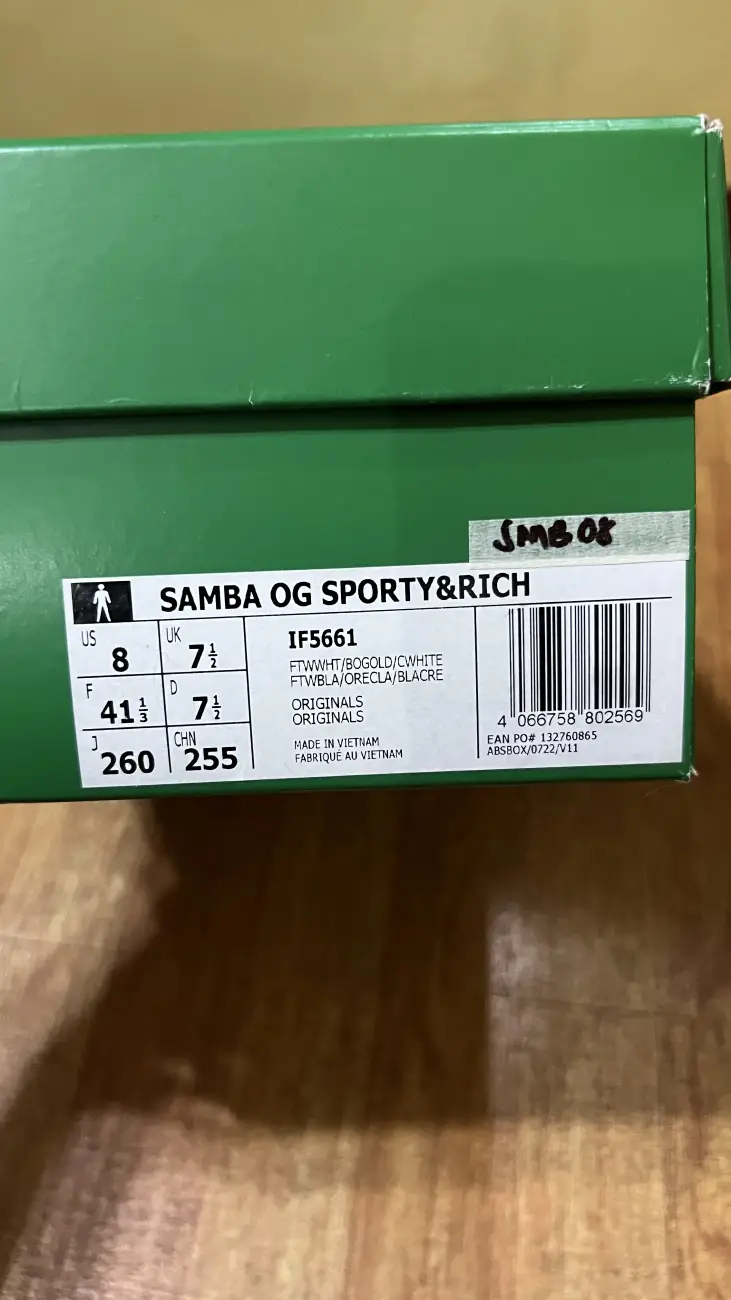 SMB08
SAMBA OG SPORTY&RICH
US 8
UK 7½
F 41⅓
D 7½
J 260
CHN 255
IF5661
FTWWHT/BOGOLD/CWHITE
FTWBLA/ORECLA/BLACRE
ORIGINALS
ORIGINALS
MADE IN VIETNAM
FABRIQUÉ AU VIETNAM
4 066758 802569
EAN PO# 132760865
ABSBOX/0722/V11